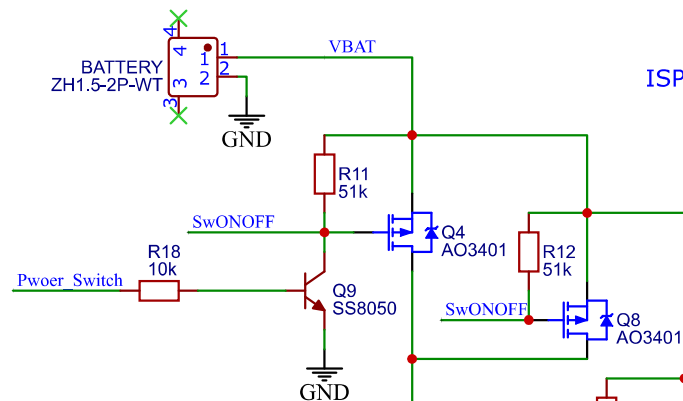 4
4
1
1
VBAT
BATTERY
ZH1.5-2P-WT
2
2
3
3
ISP
GND
R11
51k
SwONOFF
Q4
AO3401
R18
10k
R12
51k
Pwoer_Switch
Q9
SS8050
SwONOFF
Q8
AO3401
GND